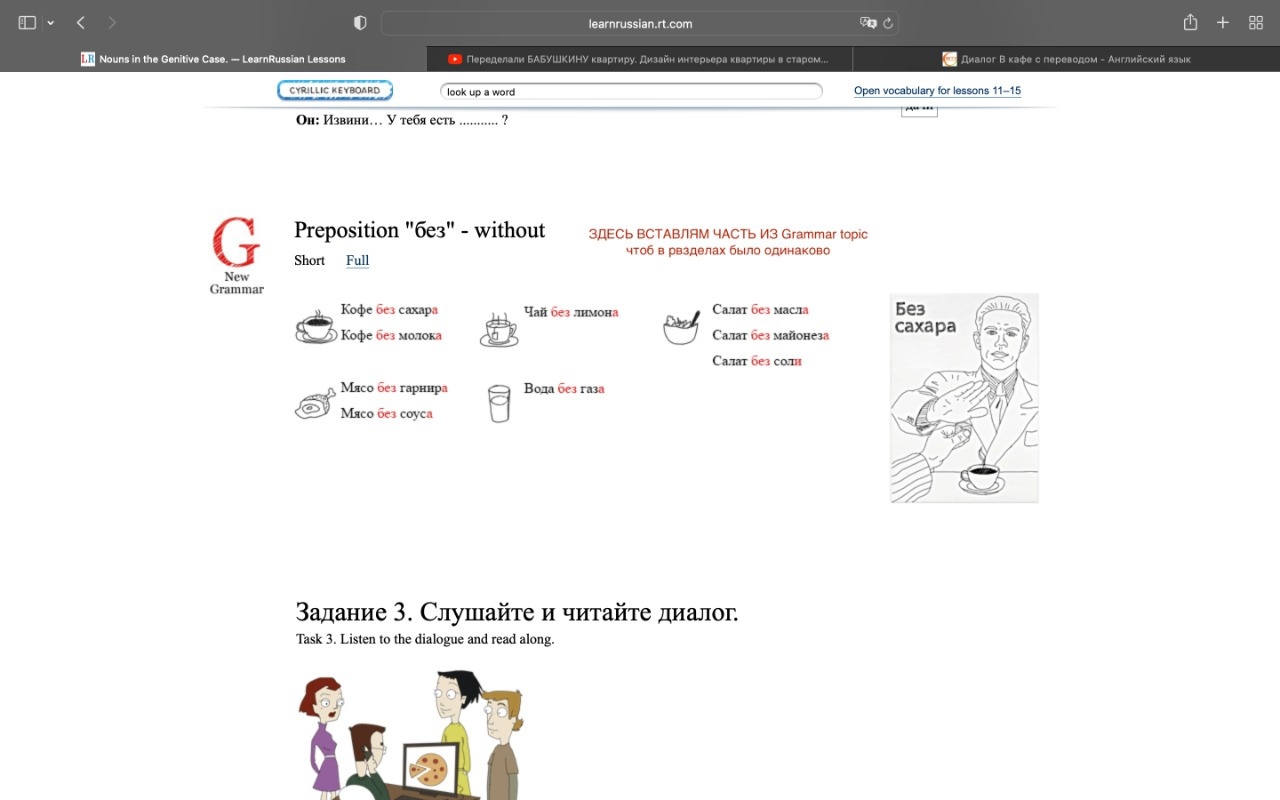 learnrussian.rt.com
LR Nouns in the Genitive Case. — LearnRussian Lessons
Переделали БАБУШКИНУ квартиру. Дизайн интерьера квартиры в старом...
Диалог В кафе с переводом - Английский язык
CYRILLIC KEYBOARD
look up a word
Open vocabulary for lessons 11–15
Он: Извини… У тебя есть ........... ?
G
New
Grammar
Preposition "без" - without
ЗДЕСЬ ВСТАВЛЯМ ЧАСТЬ ИЗ Grammar topic
чтоб в рвзделах было одинаково
Short Full
Кофе без сахара
Кофе без молока
Чай без лимона
Салат без масла
Салат без майонеза
Салат без соли
Мясо без гарнира
Мясо без соуса
Вода без газа
Без
сахара
Задание 3. Слушайте и читайте диалог.
Task 3. Listen to the dialogue and read along.